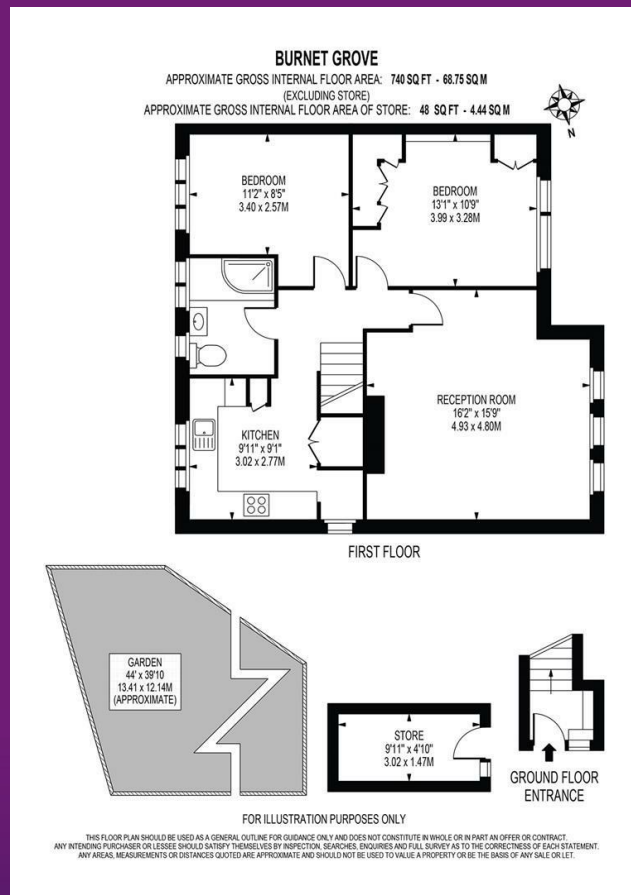 BURNET GROVE
APPROXIMATE GROSS INTERNAL FLOOR AREA: 740 SQ FT - 68.75 SQ M
(EXCLUDING STORE)
APPROXIMATE GROSS INTERNAL FLOOR AREA OF STORE: 48 SQ FT - 4.44 SQ M
N
BEDROOM
11'2" x 8'5"
3.40 x 2.57M
BEDROOM
13'1" x 10'9"
3.99 x 3.28M
RECEPTION ROOM
16'2" x 15'9"
4.93 x 4.80M
KITCHEN
9'11" x 9'1"
3.02 x 2.77M
FIRST FLOOR
GARDEN
44' x 39'10
13.41 x 12.14M
(APPROXIMATE)
STORE
9'11" x 4'10"
3.02 x 1.47M
GROUND FLOOR
ENTRANCE
FOR ILLUSTRATION PURPOSES ONLY
THIS FLOOR PLAN SHOULD BE USED AS A GENERAL OUTLINE FOR GUIDANCE ONLY AND DOES NOT CONSTITUTE IN WHOLE OR IN PART AN OFFER OR CONTRACT.
ANY INTENDING PURCHASER OR LESSEE SHOULD SATISFY THEMSELVES BY INSPECTION, SEARCHES, ENQUIRIES AND FULL SURVEY AS TO THE CORRECTNESS OF EACH STATEMENT.
ANY AREAS, MEASUREMENTS OR DISTANCES QUOTED ARE APPROXIMATE AND SHOULD NOT BE USED TO VALUE A PROPERTY OR BE THE BASIS OF ANY SALE OR LET.